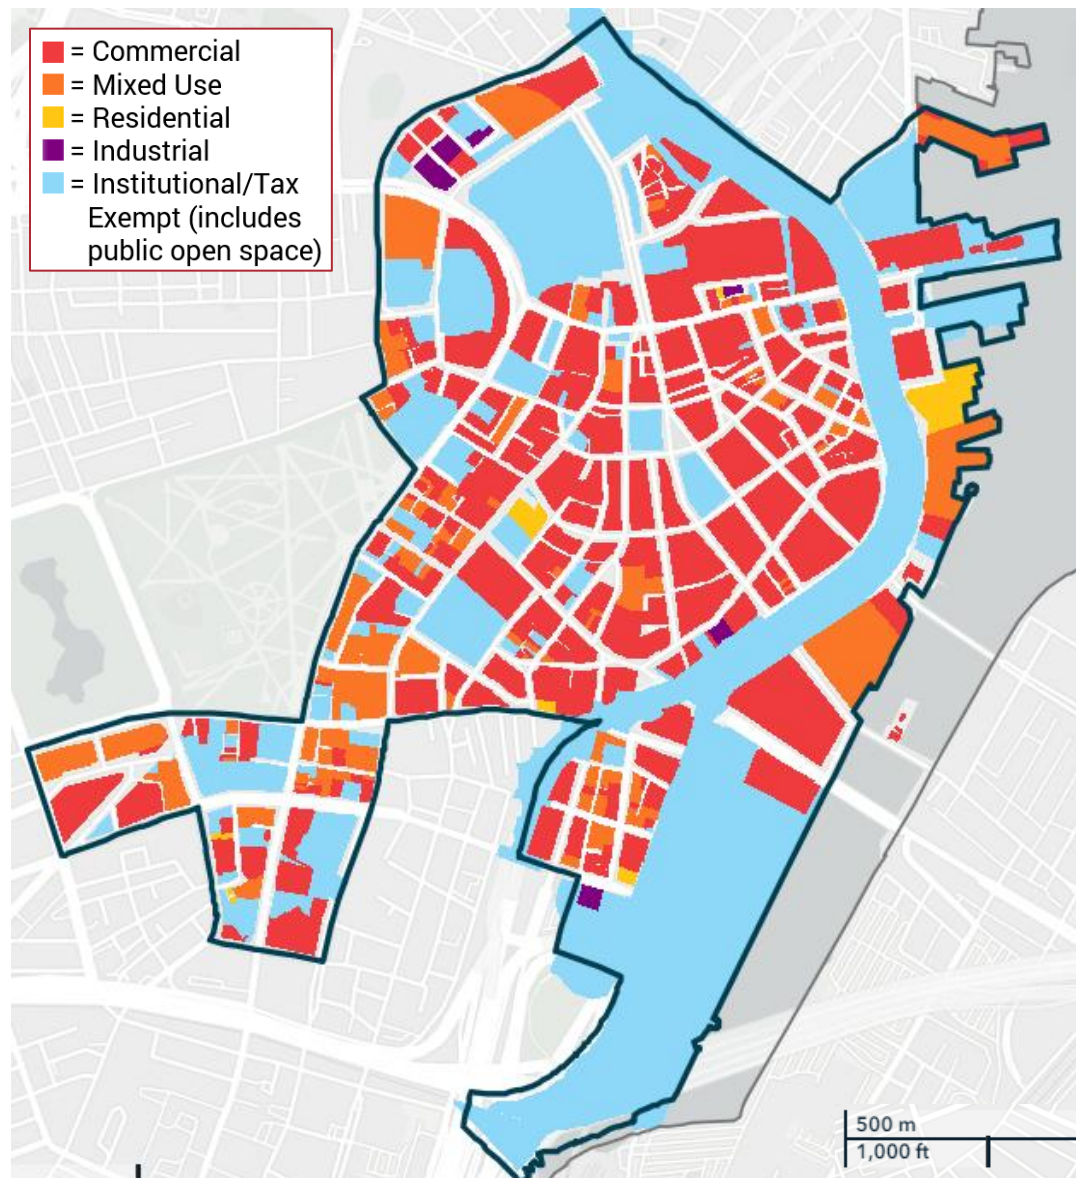 = Commercial
= Mixed Use
= Residential
= Industrial
= Institutional/Tax
Exempt (includes
public open space)
500 m
1,000 ft